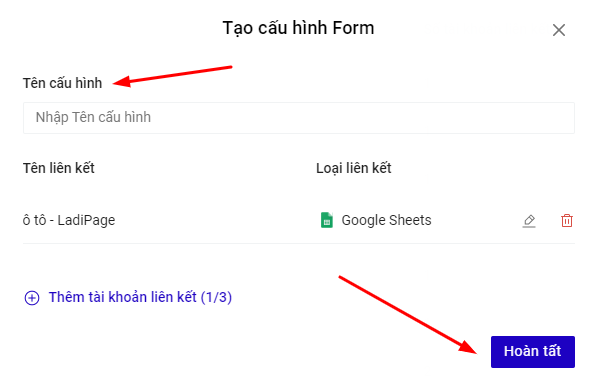 Tạo cấu hình Form
Tên cấu hình
Nhập Tên cấu hình
Tên liên kết Loại liên kết
ô tô - LadiPage Google Sheets
Thêm tài khoản liên kết (1/3)
Hoàn tất